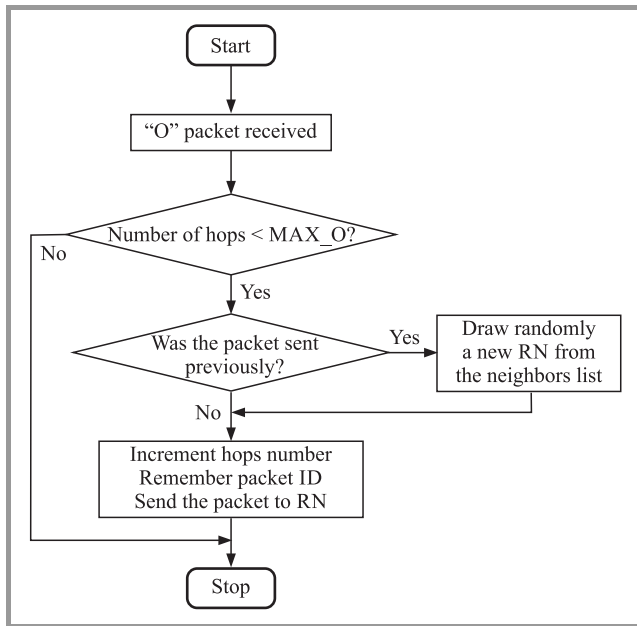 Start
“O” packet received
Number of hops < MAX_O?
No
Yes
Was the packet sent
previously?
Yes
Draw randomly
a new RN from
the neighbors list
No
Increment hops number
Remember packet ID
Send the packet to RN
Stop